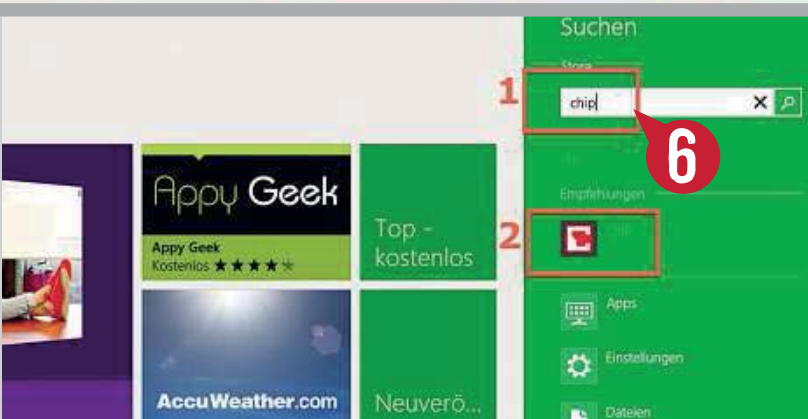 Suchen
Store
1
chip
6
Empfehlungen
2
Appy Geek
Appy Geek
Kostenlos
Top -
kostenlos
AccuWeather.com
Neuverö...
Apps
Einstellungen
Dateien